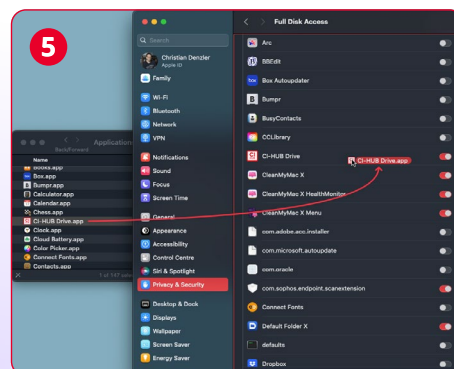 5
Full Disk Access
Search
Christian Denzler
Apple ID
Family
Wi-Fi
Bluetooth
Network
VPN
Notifications
Sound
Focus
Screen Time
General
Appearance
Accessibility
Control Centre
Siri & Spotlight
Privacy & Security
Desktop & Dock
Displays
Wallpaper
Screen Saver
Energy Saver
Arc
BBEdit
Box Autoupdater
Bumpr
BusyContacts
CCLibrary
CI-HUB Drive
CI-HUB Drive.app
CleanMyMac X
CleanMyMac X HealthMonitor
CleanMyMac X Menu
com.adobe.acc.installer
com.microsoft.autoupdate
com.oracle
com.sophos.endpoint.scanextension
Connect Fonts
Default Folder X
defaults
Dropbox
Application
Back/Forward
Name
Books.app
Box.app
Bumpr.app
Calculator.app
Calendar.app
Chess.app
CI-HUB Drive.app
Clock.app
Cloud Battery.app
Color Picker.app
Connect Fonts.app
Contacts.app
1 of 147